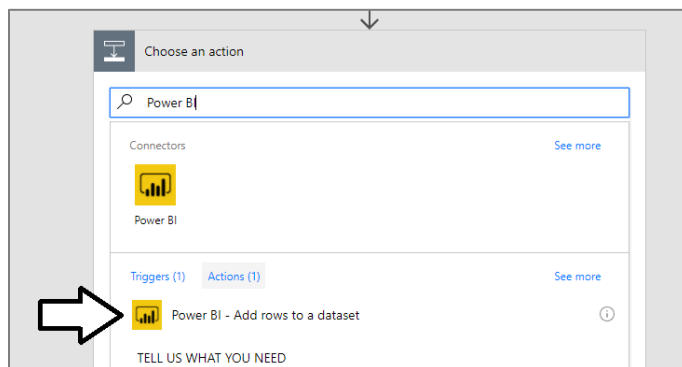 Choose an action
Power BI
Connectors See more
Power BI
Triggers (1) Actions (1) See more
Power BI - Add rows to a dataset
TELL US WHAT YOU NEED